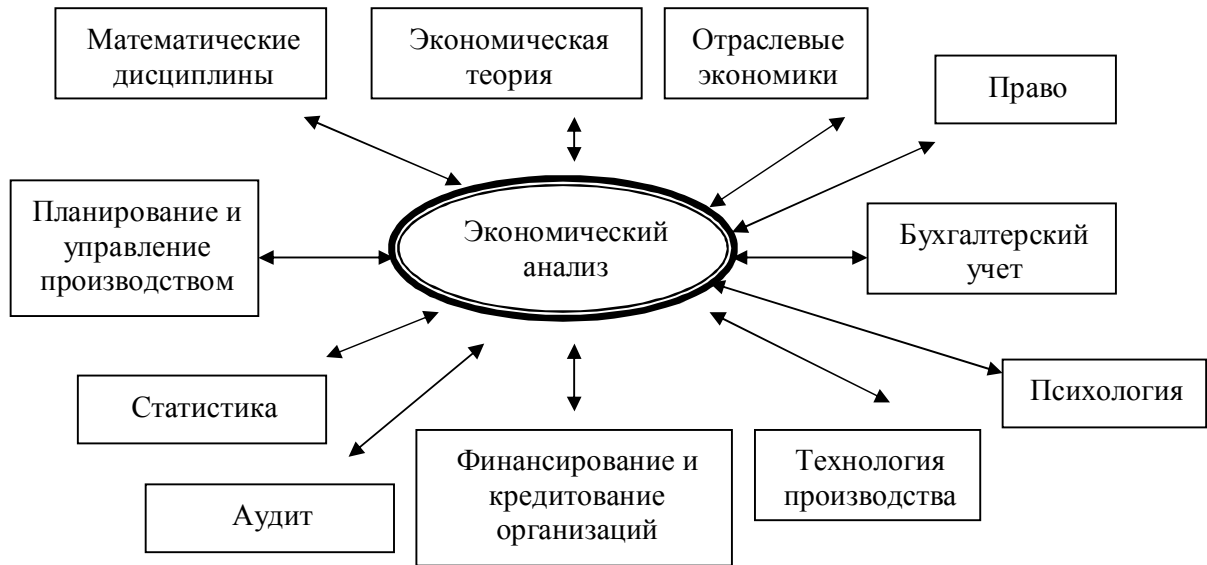 Математические
дисциплины
Экономическая
теория
Отраслевые
экономики
Право
Планирование и
управление
производством
Экономический
анализ
Бухгалтерский
учет
Статистика
Психология
Аудит
Финансирование и
кредитование
организаций
Технология
производства